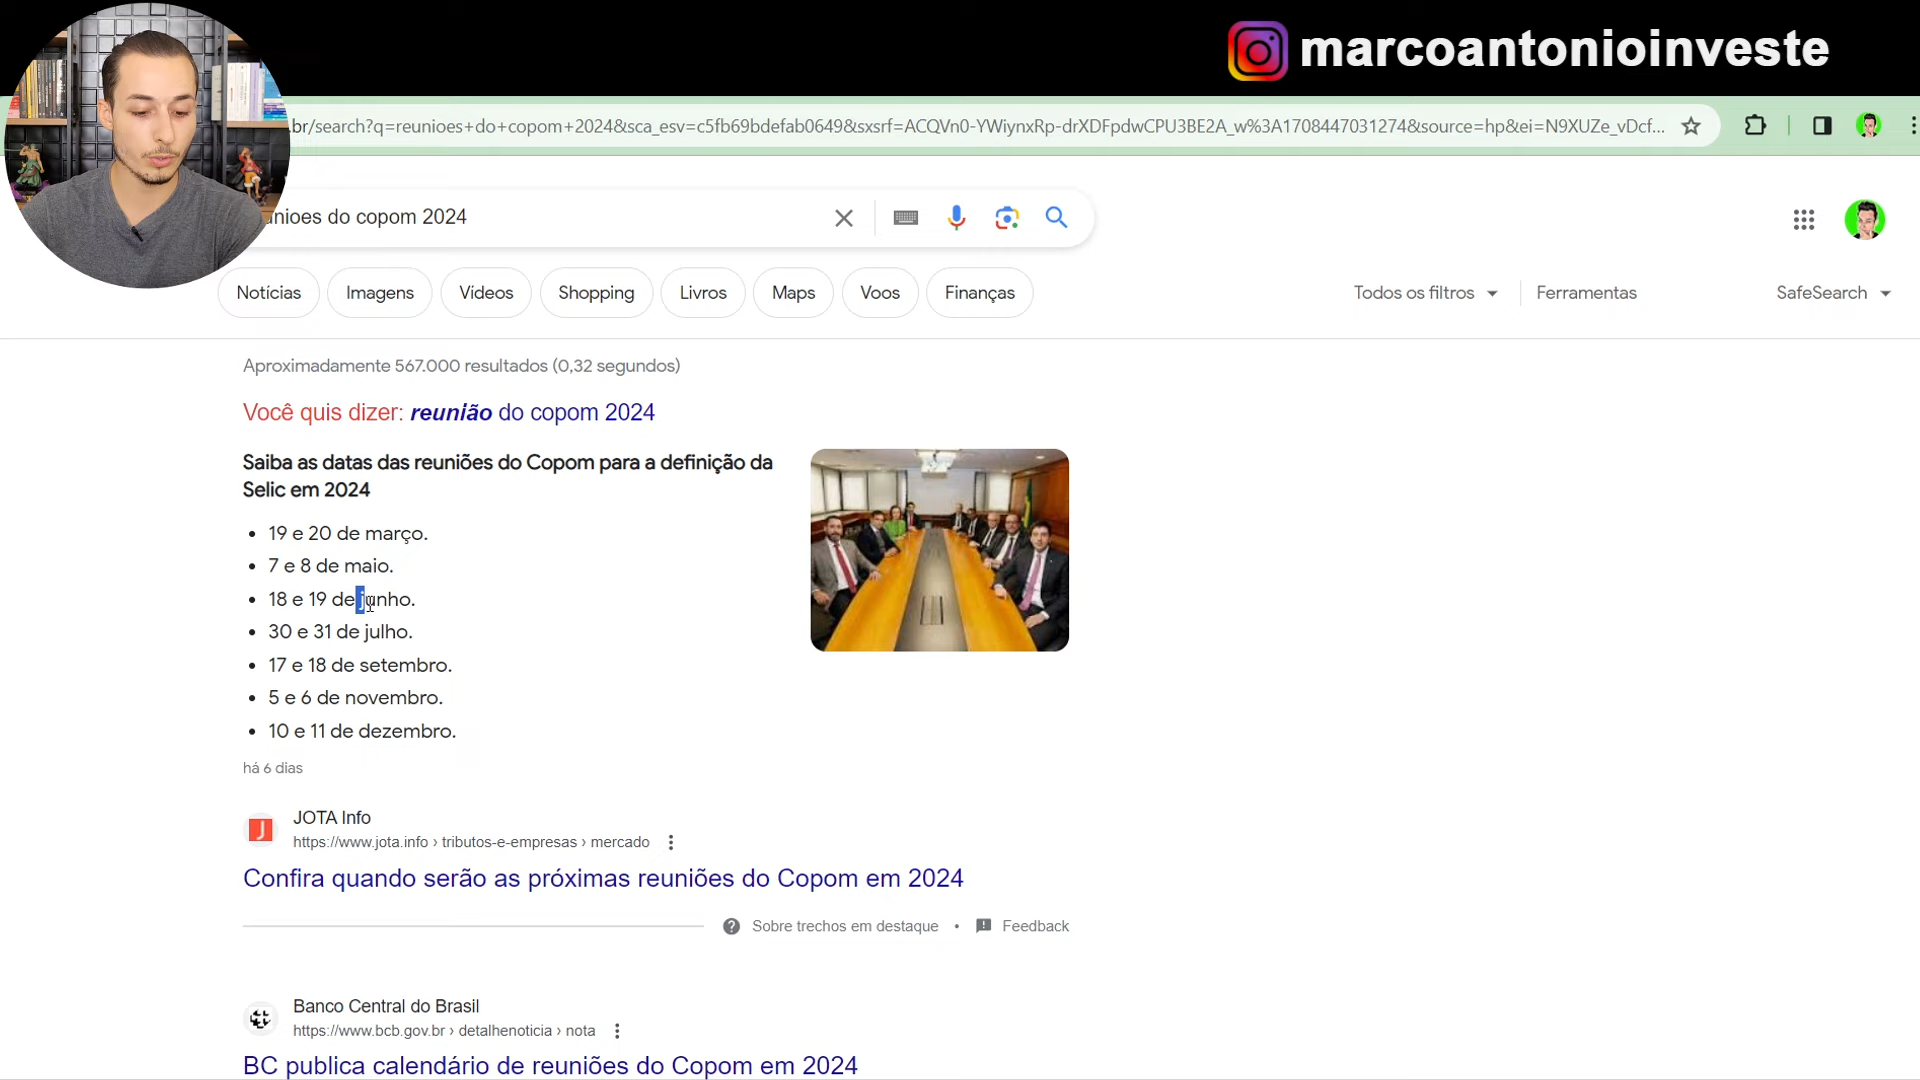 marcoantonioinveste
.br/search?q=reunioes+do+copom+2024&sca_esv=c5fb69bdefab0649&sxsrf=ACQVn0-YWiynxRp-drXDFpdwCPU3BE2A_w%3A1708447031274&source=hp&ei=N9XUZe_vDcf...
nioes do copom 2024
Notícias
Imagens
Vídeos
Shopping
Livros
Maps
Voos
Finanças
Todos os filtros
Ferramentas
SafeSearch
Aproximadamente 567.000 resultados (0,32 segundos)
Você quis dizer: reunião do copom 2024
Saiba as datas das reuniões do Copom para a definição da
Selic em 2024
• 19 e 20 de março.
• 7 e 8 de maio.
• 18 e 19 de junho.
• 30 e 31 de julho.
• 17 e 18 de setembro.
• 5 e 6 de novembro.
• 10 e 11 de dezembro.
há 6 dias
JOTA Info
https://www.jota.info › tributos-e-empresas › mercado
Confira quando serão as próximas reuniões do Copom em 2024
Sobre trechos em destaque • Feedback
Banco Central do Brasil
https://www.bcb.gov.br › detalhenoticia › nota
BC publica calendário de reuniões do Copom em 2024